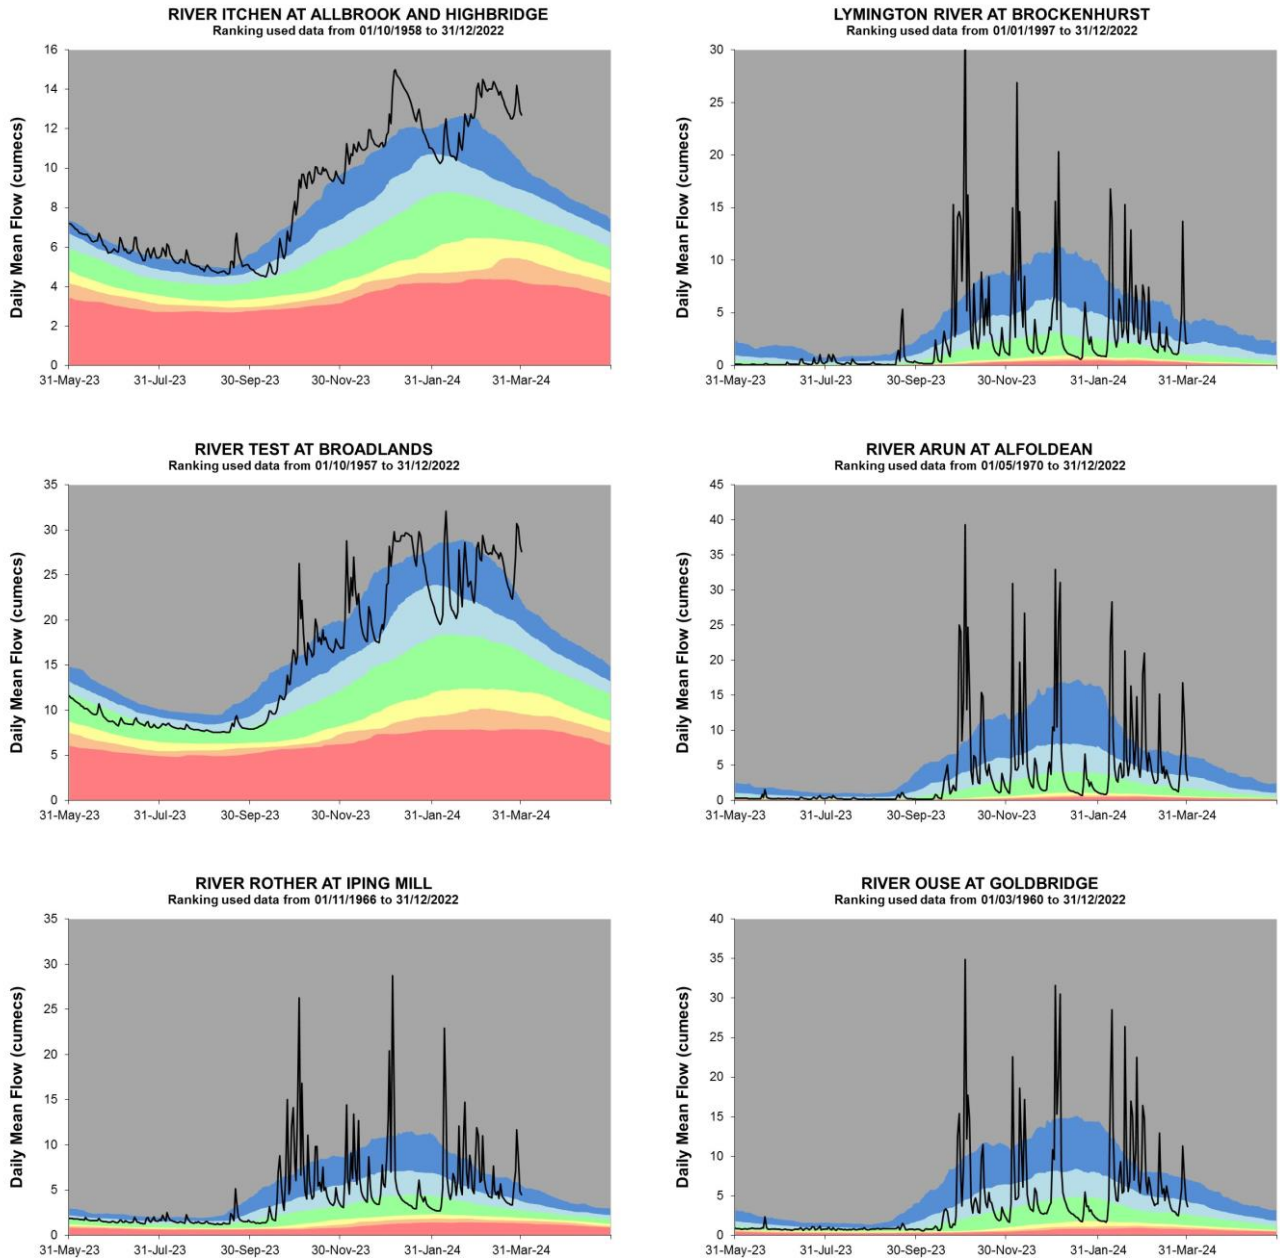 RIVER ITCHEN AT ALLBROOK AND HIGHBRIDGE
Ranking used data from 01/10/1958 to 31/12/2022
Daily Mean Flow (cumecs)
16
14
12
10
8
6
4
2
0
31-May-23 31-Jul-23 30-Sep-23 30-Nov-23 31-Jan-24 31-Mar-24
LYMINGTON RIVER AT BROCKENHURST
Ranking used data from 01/01/1997 to 31/12/2022
Daily Mean Flow (cumecs)
30
25
20
15
10
5
0
31-May-23 31-Jul-23 30-Sep-23 30-Nov-23 31-Jan-24 31-Mar-24
RIVER TEST AT BROADLANDS
Ranking used data from 01/10/1957 to 31/12/2022
Daily Mean Flow (cumecs)
35
30
25
20
15
10
5
0
31-May-23 31-Jul-23 30-Sep-23 30-Nov-23 31-Jan-24 31-Mar-24
RIVER ARUN AT ALFOLDEAN
Ranking used data from 01/05/1970 to 31/12/2022
Daily Mean Flow (cumecs)
45
40
35
30
25
20
15
10
5
0
31-May-23 31-Jul-23 30-Sep-23 30-Nov-23 31-Jan-24 31-Mar-24
RIVER ROTHER AT IPING MILL
Ranking used data from 01/11/1966 to 31/12/2022
Daily Mean Flow (cumecs)
35
30
25
20
15
10
5
0
31-May-23 31-Jul-23 30-Sep-23 30-Nov-23 31-Jan-24 31-Mar-24
RIVER OUSE AT GOLDBRIDGE
Ranking used data from 01/03/1960 to 31/12/2022
Daily Mean Flow (cumecs)
40
35
30
25
20
15
10
5
0
31-May-23 31-Jul-23 30-Sep-23 30-Nov-23 31-Jan-24 31-Mar-24